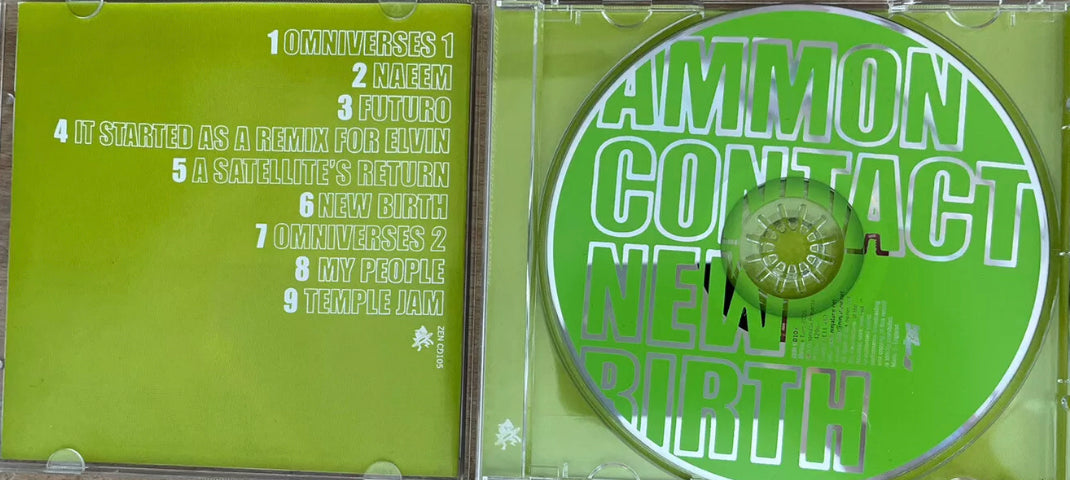 1 OMNIVERSES 1
2 NAEEM
3 FUTURO
4 IT STARTED AS A REMIX FOR ELVIN
5 A SATELLITE'S RETURN
6 NEW BIRTH
7 OMNIVERSES 2
8 MY PEOPLE
9 TEMPLE JAM
ZEN CD105
AMMON
CONTACT
NEW
BIRTH